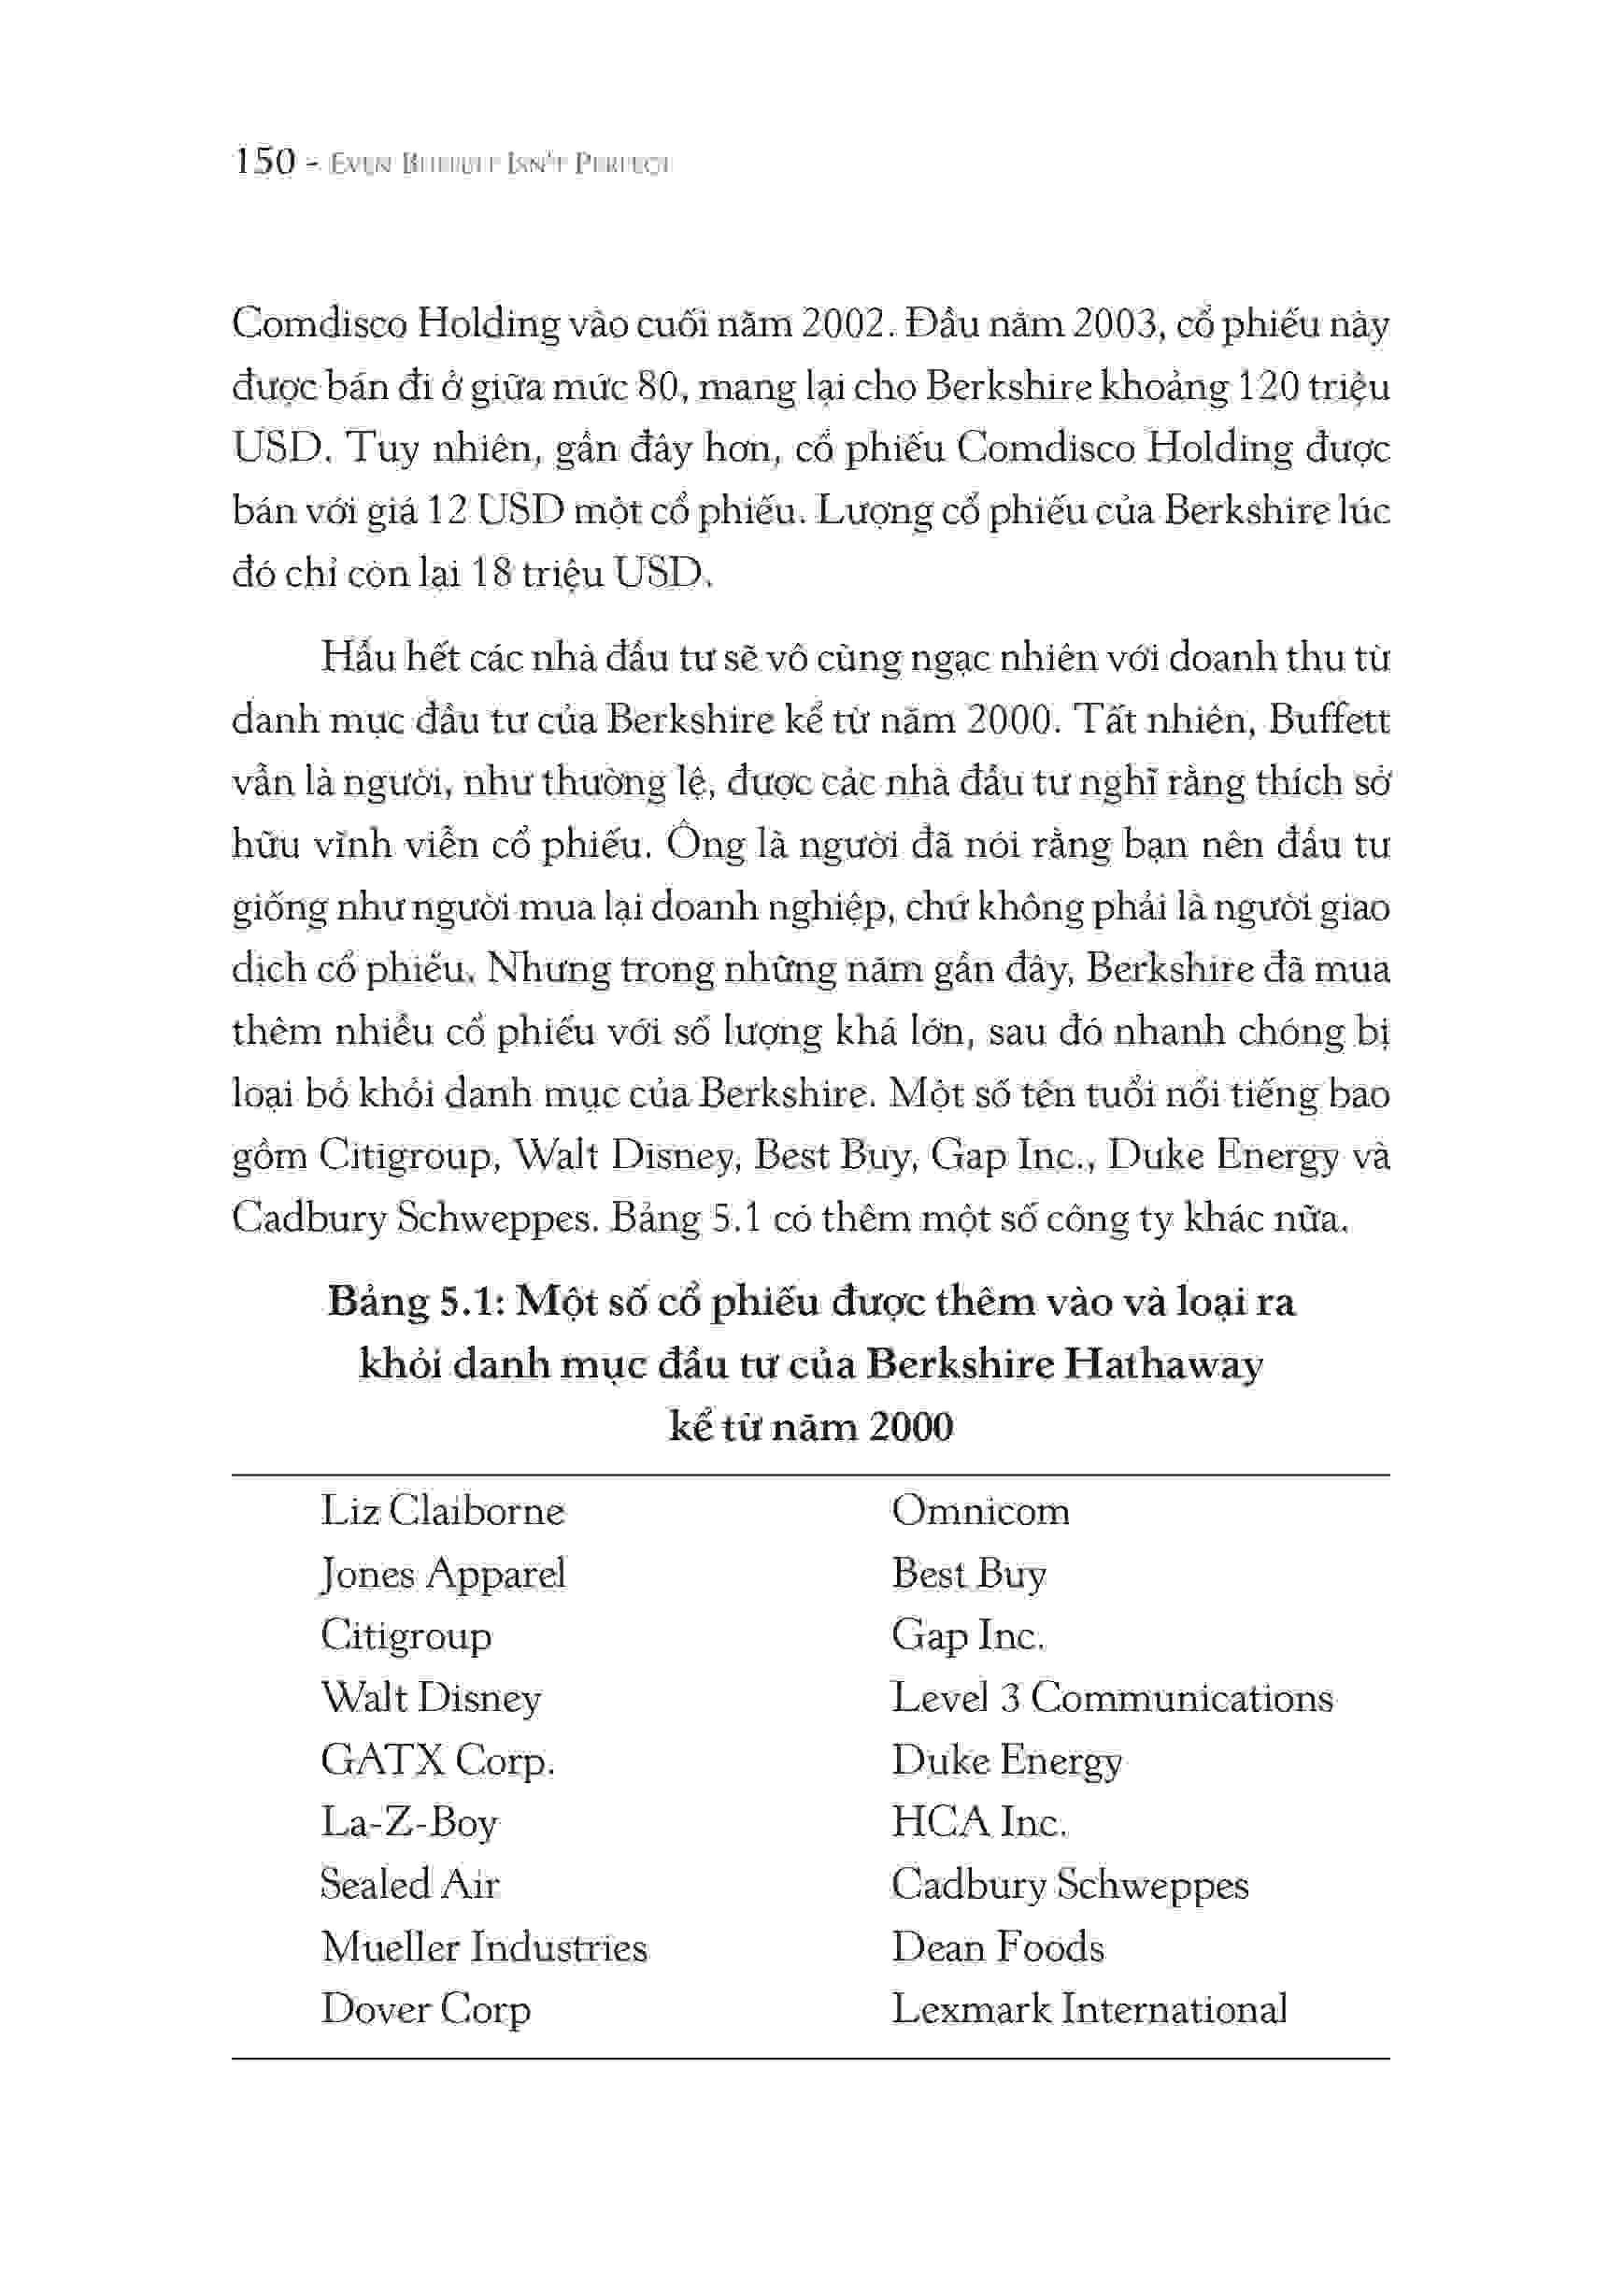 150 - EVEN BUFFETT ISN'T PERFECT
Comdisco Holding vào cuối năm 2002. Đầu năm 2003, cổ phiếu này
được bán đi ở giữa mức 80, mang lại cho Berkshire khoảng 120 triệu
USD. Tuy nhiên, gần đây hơn, cổ phiếu Comdisco Holding được
bán với giá 12 USD một cổ phiếu. Lượng cổ phiếu của Berkshire lúc
đó chỉ còn lại 18 triệu USD.
Hầu hết các nhà đầu tư sẽ vô cùng ngạc nhiên với doanh thu từ
danh mục đầu tư của Berkshire kể từ năm 2000. Tất nhiên, Buffett
vẫn là người, như thường lệ, được các nhà đầu tư nghĩ rằng thích sở
hữu vĩnh viễn cổ phiếu. Ông là người đã nói rằng bạn nên đầu tư
giống như người mua lại doanh nghiệp, chứ không phải là người giao
dịch cổ phiếu. Nhưng trong những năm gần đây, Berkshire đã mua
thêm nhiều cổ phiếu với số lượng khá lớn, sau đó nhanh chóng bị
loại bỏ khỏi danh mục của Berkshire. Một số tên tuổi nổi tiếng bao
gồm Citigroup, Walt Disney, Best Buy, Gap Inc., Duke Energy và
Cadbury Schweppes. Bảng 5.1 có thêm một số công ty khác nữa.
Bảng 5.1: Một số cổ phiếu được thêm vào và loại ra
khỏi danh mục đầu tư của Berkshire Hathaway
kể từ năm 2000
Liz Claiborne Omnicom
Jones Apparel Best Buy
Citigroup Gap Inc.
Walt Disney Level 3 Communications
GATX Corp. Duke Energy
La-Z-Boy HCA Inc.
Sealed Air Cadbury Schweppes
Mueller Industries Dean Foods
Dover Corp Lexmark International